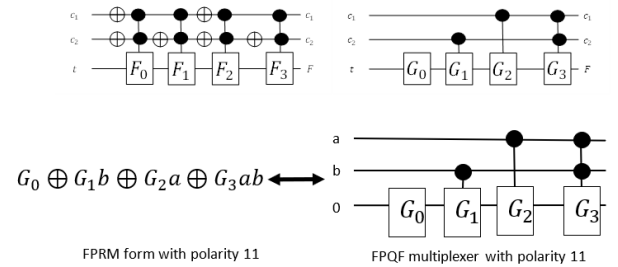 c₁ c₁ c₁ c₁
c₂ c₂ c₂ c₂
t F₀ F₁ F₂ F₃ F τ G₀ G₁ G₂ G₃ F
a
G₀ ⊕ G₁b ⊕ G₂a ⊕ G₃ab b
0 G₀ G₁ G₂ G₃
FPRM form with polarity 11 FPQF multiplexer with polarity 11